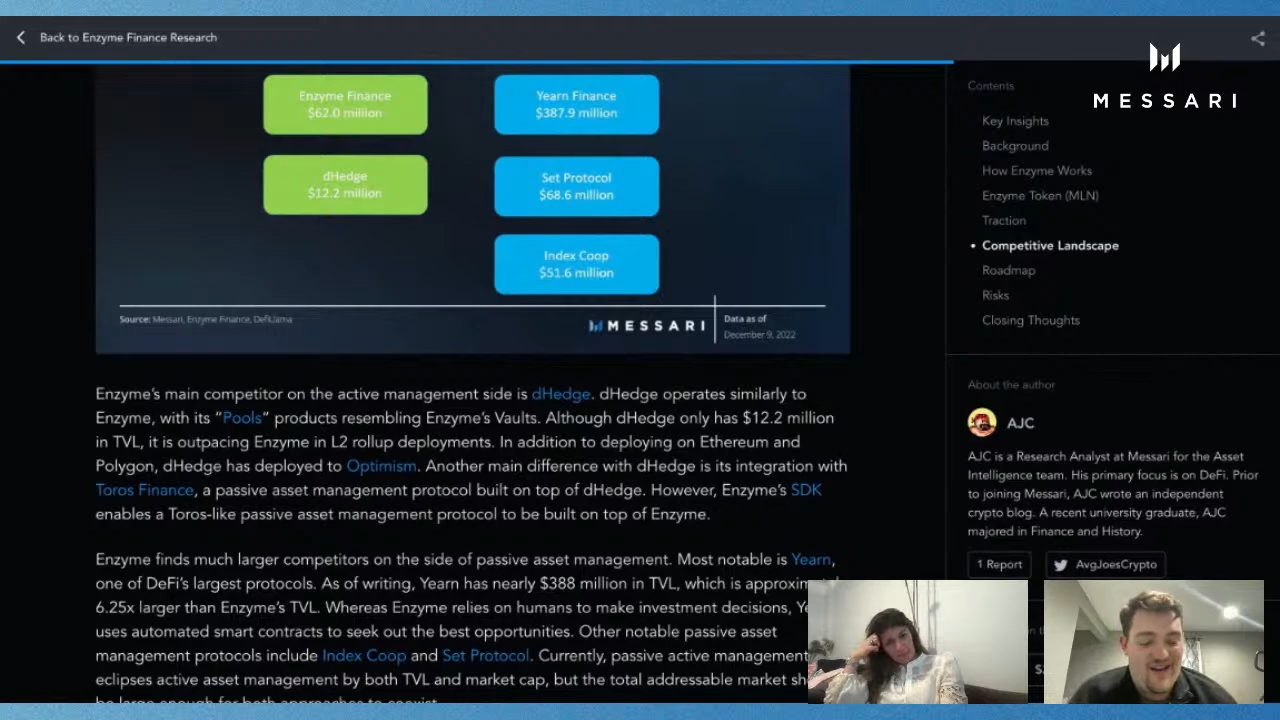 Back to Enzyme Finance Research
MESSARI
Enzyme Finance
$62.0 million
Yearn Finance
$387.9 million
dHedge
$12.2 million
Set Protocol
$68.6 million
Index Coop
$51.6 million
Source: Messari, Enzyme Finance, DefiLlama
MESSARI
Data as of
December 9, 2022
Enzyme's main competitor on the active management side is dHedge. dHedge operates similarly to
Enzyme, with its “Pools” products resembling Enzyme's Vaults. Although dHedge only has $12.2 million
in TVL, it is outpacing Enzyme in L2 rollup deployments. In addition to deploying on Ethereum and
Polygon, dHedge has deployed to Optimism. Another main difference with dHedge is its integration with
Toros Finance, a passive asset management protocol built on top of dHedge. However, Enzyme's SDK
enables a Toros-like passive asset management protocol to be built on top of Enzyme.
Enzyme finds much larger competitors on the side of passive asset management. Most notable is Yearn,
one of DeFi's largest protocols. As of writing, Yearn has nearly $388 million in TVL, which is
6.25x larger than Enzyme's TVL. Whereas Enzyme relies on humans to make investment decisions,
uses automated smart contracts to seek out the best opportunities. Other notable passive asset
management protocols include Index Coop and Set Protocol. Currently, passive active management
eclipses active asset management by both TVL and market cap, but the total addressable market
be large enough for both approaches to coexist.
Contents
Key Insights
Background
How Enzyme Works
Enzyme Token (MLN)
Traction
• Competitive Landscape
Roadmap
Risks
Closing Thoughts
About the author
AJC
AJC is a Research Analyst at Messari for the Asset
Intelligence team. His primary focus is on DeFi. Prior
to joining Messari, AJC wrote an independent
crypto blog. A recent university graduate, AJC
majored in Finance and History.
1 Report
AvgJoesCrypto